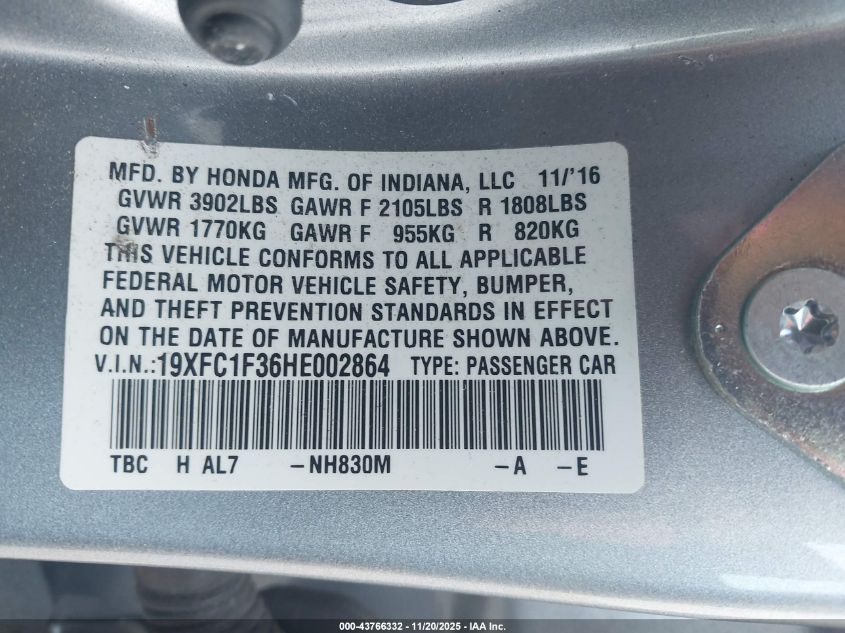 MFD. BY HONDA MFG. OF INDIANA, LLC 11/'16
GVWR 3902LBS GAWR F 2105LBS R 1808LBS
GVWR 1770KG GAWR F 955KG R 820KG
THIS VEHICLE CONFORMS TO ALL APPLICABLE
FEDERAL MOTOR VEHICLE SAFETY, BUMPER,
AND THEFT PREVENTION STANDARDS IN EFFECT
ON THE DATE OF MANUFACTURE SHOWN ABOVE.
V.I.N.:19XFC1F36HE002864 TYPE: PASSENGER CAR
TBC H AL7 -NH830M -A -E
000-43766332 | 11/20/2025 - IAA Inc.